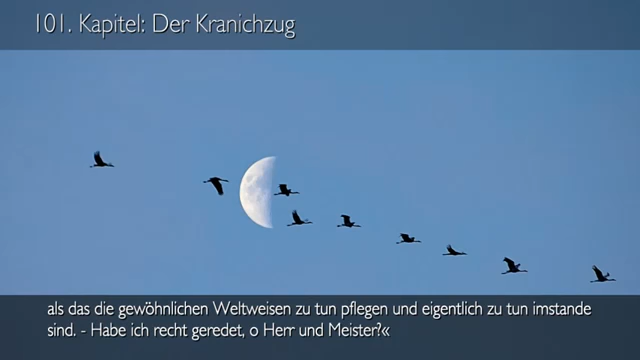 101. Kapitel: Der Kranichzug
als das die gewöhnlichen Weltweisen zu tun pflegen und eigentlich zu tun imstande
sind. - Habe ich recht geredet, o Herr und Meister?«